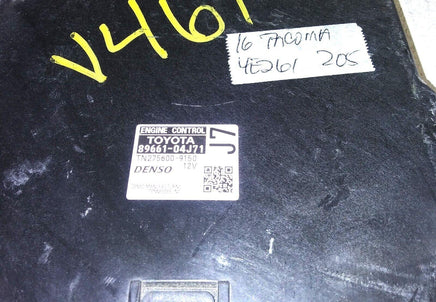 V461
16 TACOMA
4E261 205
ENGINE CONTROL
TOYOTA
89661-04J71
TN275600-9150
12V
DENSO
J7